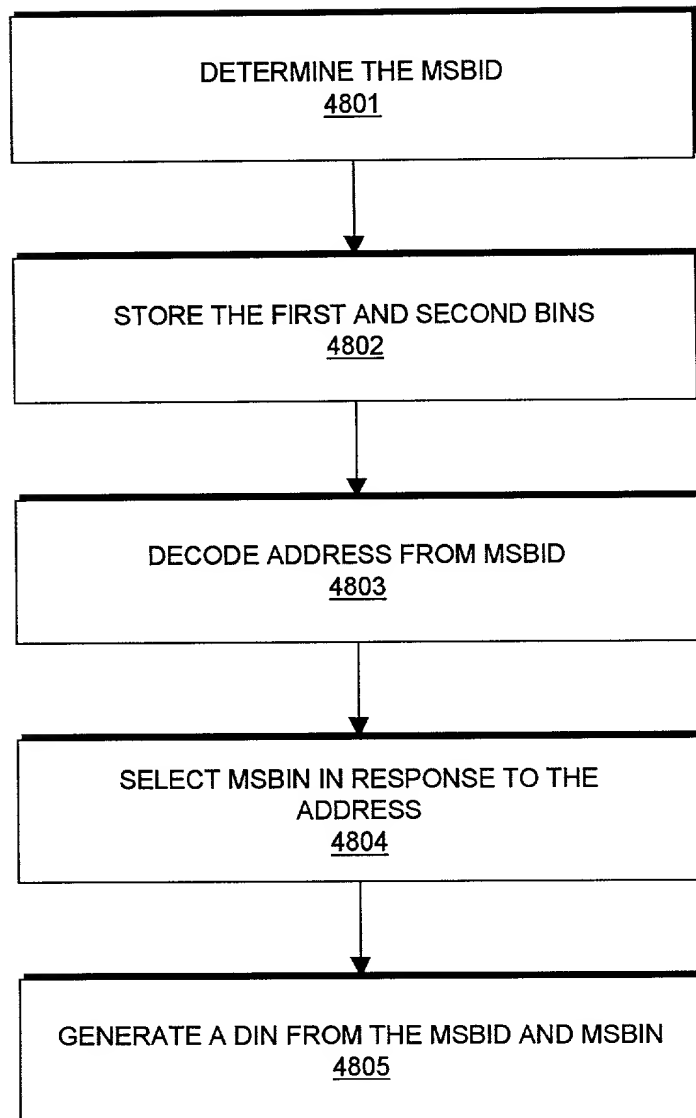 DETERMINE THE MSBID
4801
STORE THE FIRST AND SECOND BINS
4802
DECODE ADDRESS FROM MSBID
4803
SELECT MSBIN IN RESPONSE TO THE
ADDRESS
4804
GENERATE A DIN FROM THE MSBID AND MSBIN
4805